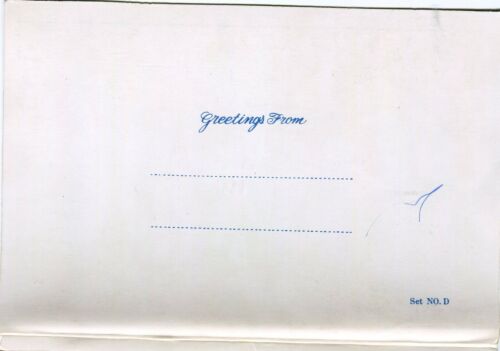 Greetings From
Set NO. D